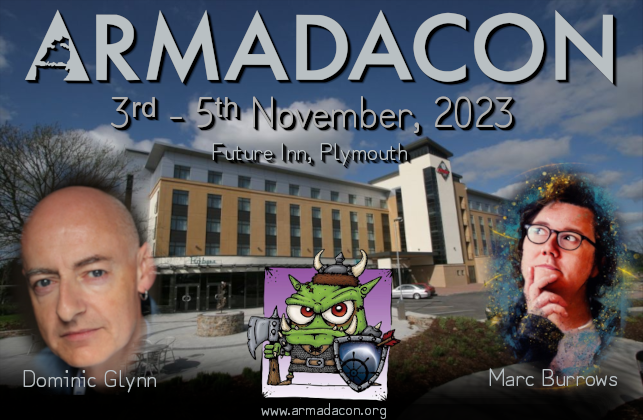 ARMADACON
3rd - 5th November, 2023
Future Inn, Plymouth
Dominic Glynn
Marc Burrows
www.armadacon.org